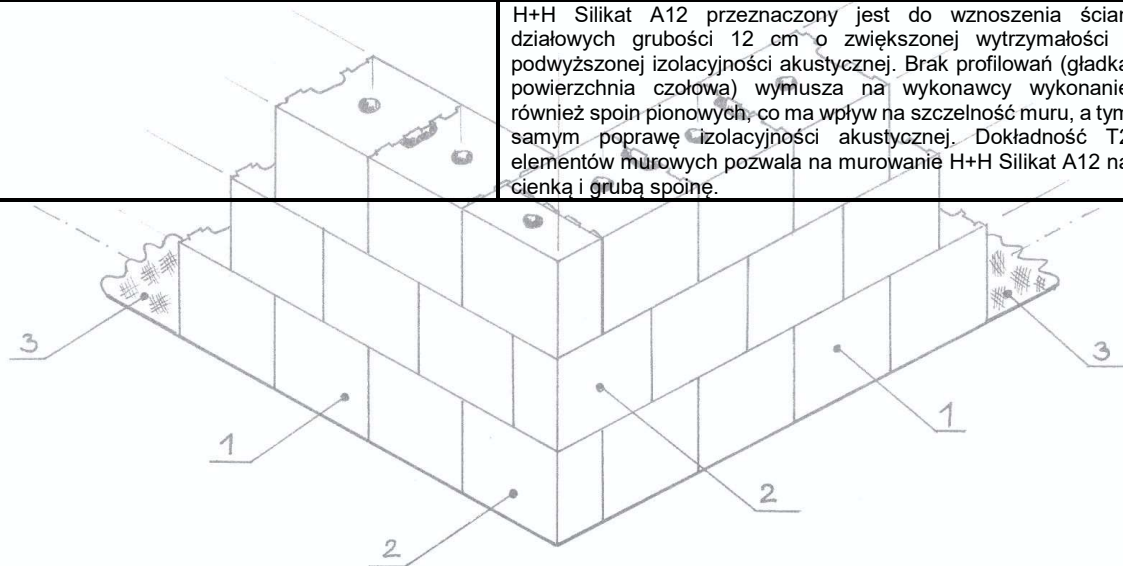 H+H Silikat A12 przeznaczony jest do wznoszenia ścian
działowych grubości 12 cm o zwiększonej wytrzymałości
podwyższonej izolacyjności akustycznej. Brak profilowań (gładka
powierzchnia czołowa) wymusza na wykonawcy wykonanie
również spoin pionowych, co ma wpływ na szczelność muru, a tym
samym poprawę izolacyjności akustycznej. Dokładność T2
elementów murowych pozwala na murowanie H+H Silikat A12 na
cienką i grubą spoinę.
3
3
1
1
2
2